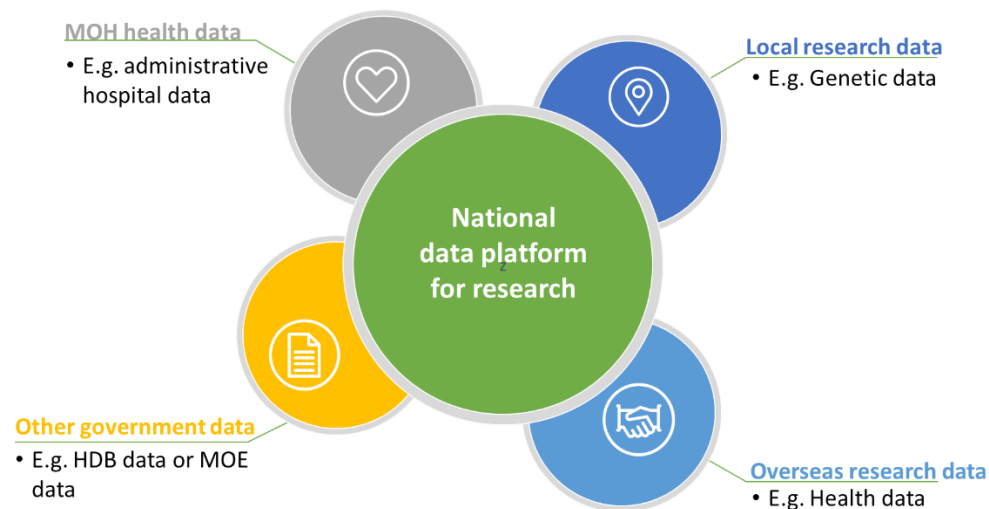 MOH health data
• E.g. administrative
hospital data
Local research data
• E.g. Genetic data
National
data platform
z
for research
Other government data
• E.g. HDB data or MOE
data
Overseas research data
• E.g. Health data